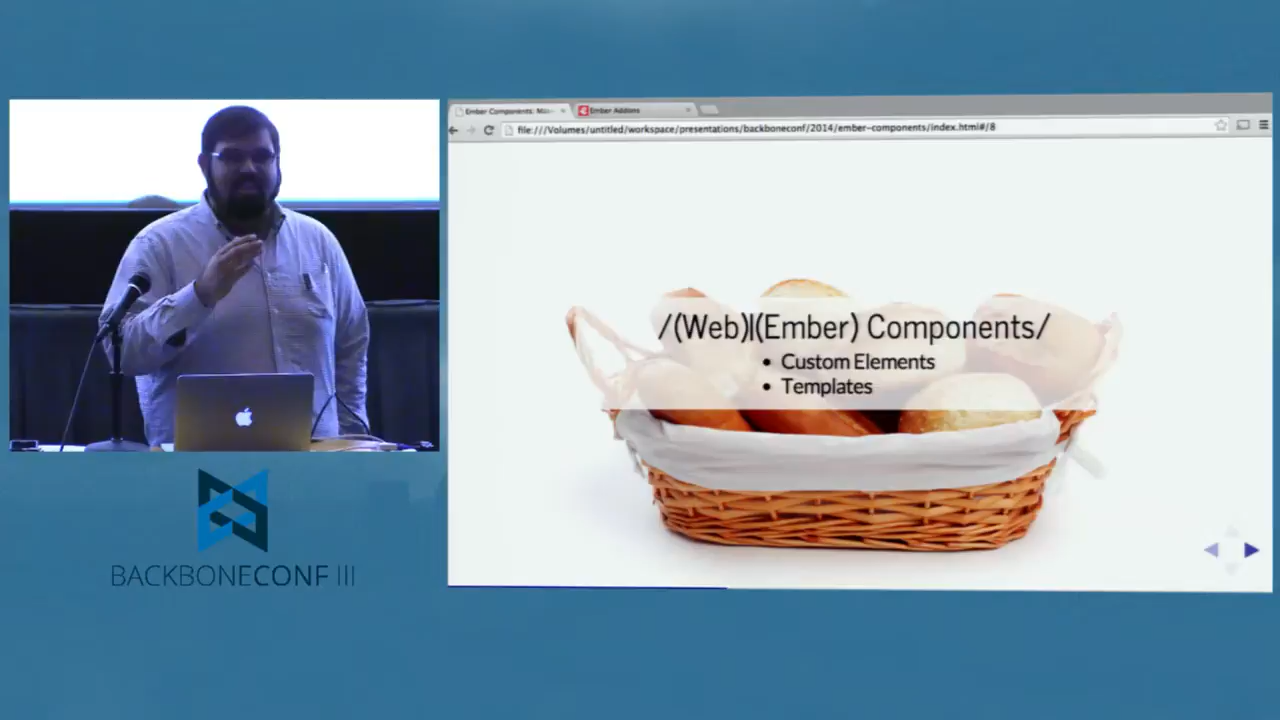 Ember Components: Mak
Ember Addons
file:///Volumes/untitled/workspace/presentations/backboneconf/2014/ember-components/index.html#/8
/(Web)|(Ember) Components/
• Custom Elements
• Templates
BACKBONECONF III